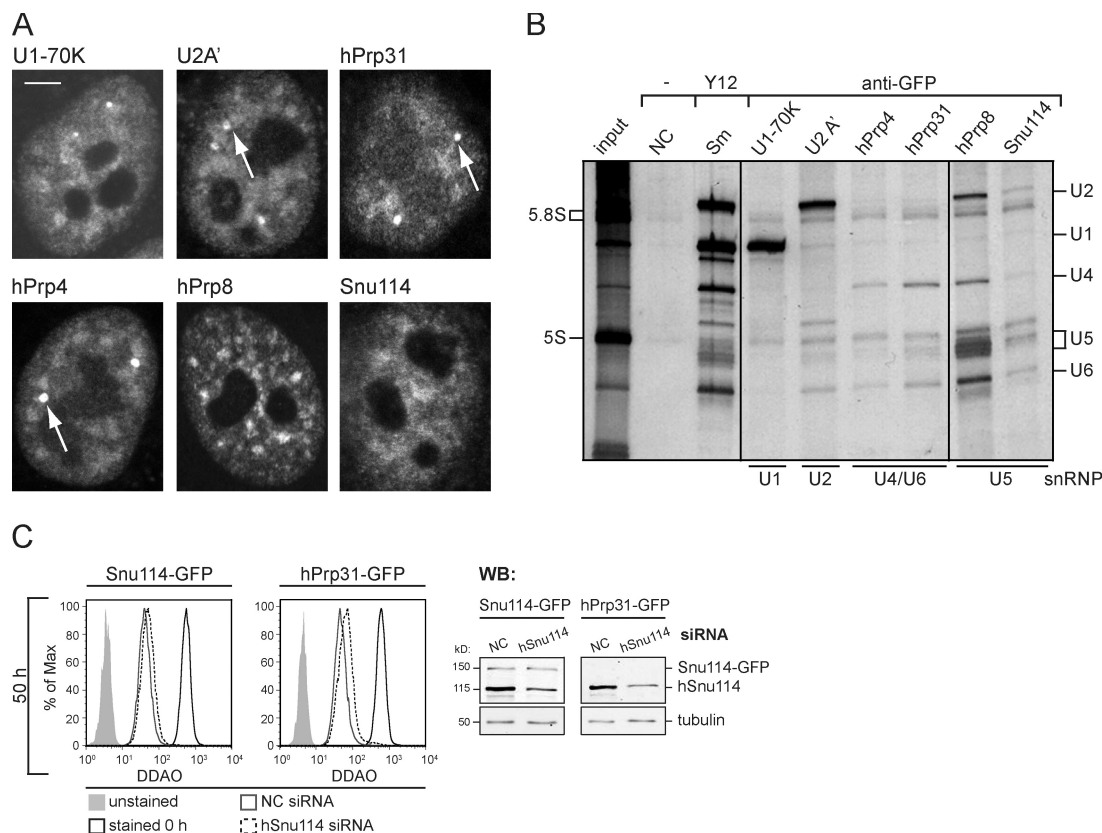 A
U1-70K U2A' hPrp31
hPrp4 hPrp8 Snu114
B
- Y12 anti-GFP
input NC Sm U1-70K U2A' hPrp4 hPrp31 hPrp8 Snu114
5.8S
5S
U2
U1
U4
U5
U6
U1 U2 U4/U6 U5 snRNP
C
Snu114-GFP hPrp31-GFP
50 h
% of Max
100
80
60
40
20
0
10⁰ 10¹ 10² 10³ 10⁴
DDAO
100
80
60
40
20
0
10⁰ 10¹ 10² 10³ 10⁴
DDAO
unstained NC siRNA
stained 0 h hSnu114 siRNA
WB:
Snu114-GFP hPrp31-GFP
NC hSnu114 NC hSnu114 siRNA
kD:
150 Snu114-GFP
115 hSnu114
50 tubulin